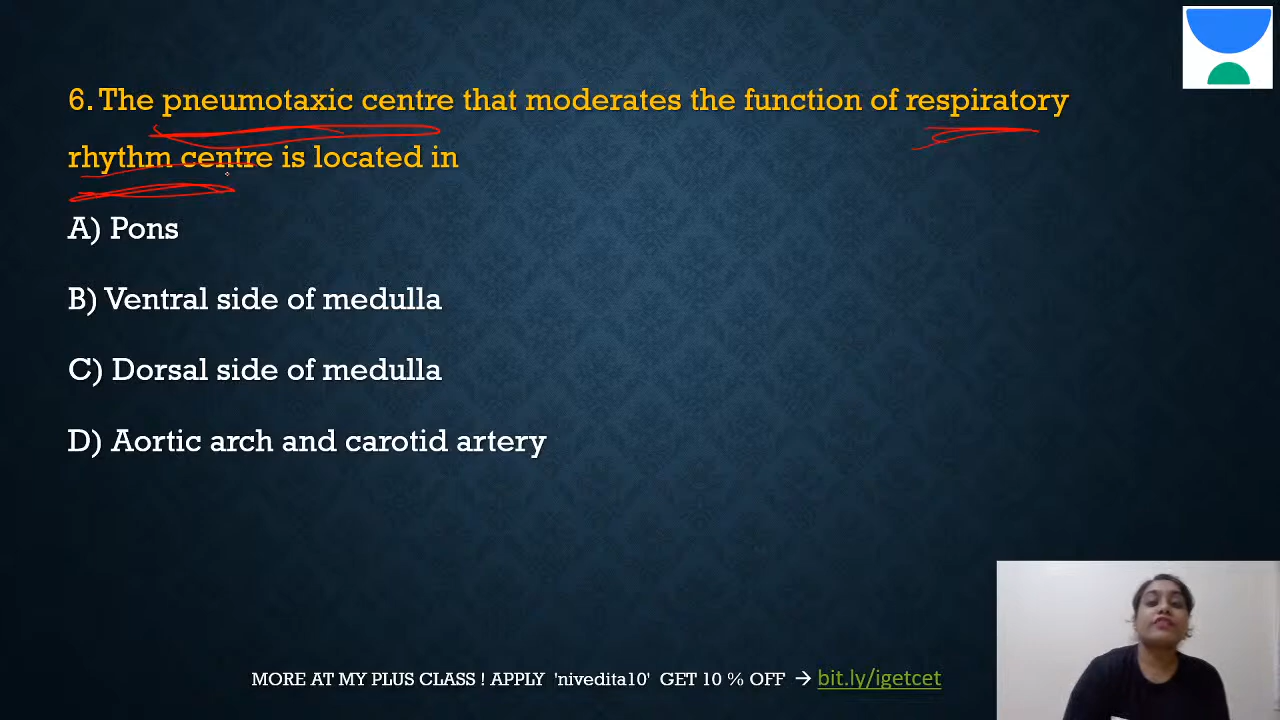 6. The pneumotaxic centre that moderates the function of respiratory
rhythm centre is located in
A) Pons
B) Ventral side of medulla
C) Dorsal side of medulla
D) Aortic arch and carotid artery
MORE AT MY PLUS CLASS ! APPLY 'nivedita10' GET 10 % OFF → bit.ly/igetcet